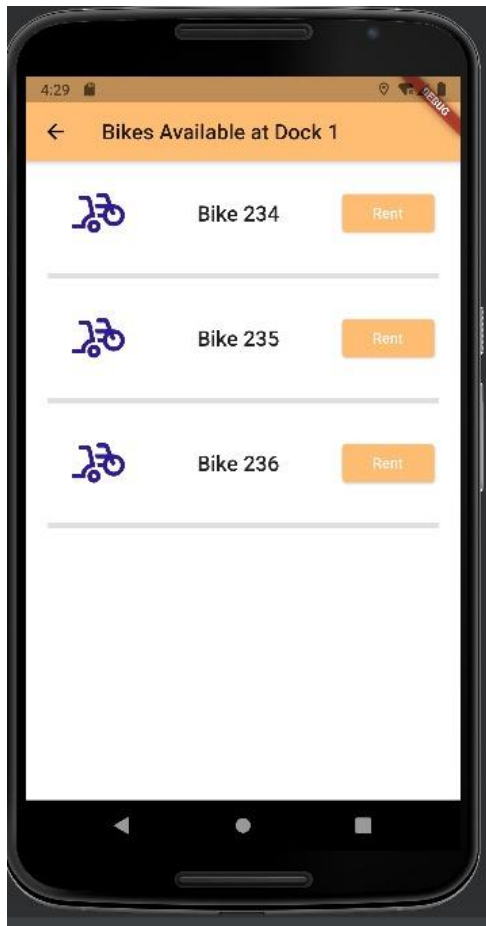 4:29
DEBUG
Bikes Available at Dock 1
Bike 234 Rent
Bike 235 Rent
Bike 236 Rent